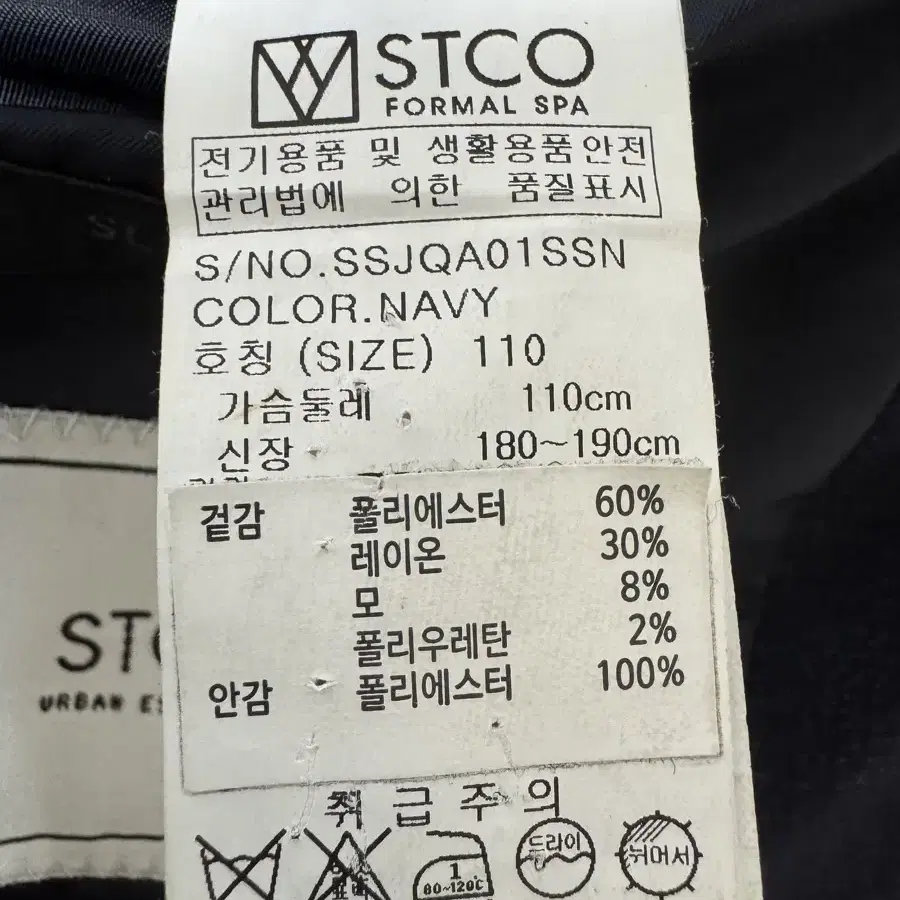 STCO
FORMAL SPA
전기용품 및 생활용품안전
관리법에 의한 품질표시
S/NO.SSJQA01SSN
COLOR.NAVY
호칭 (SIZE) 110
가슴둘레 110cm
신장 180~190cm
겉감 폴리에스터 60%
레이온 30%
모 8%
폴리우레탄 2%
안감 폴리에스터 100%
취급주의
드라이
1
80~120℃
뉘어서
SL
STC
URBAN ES